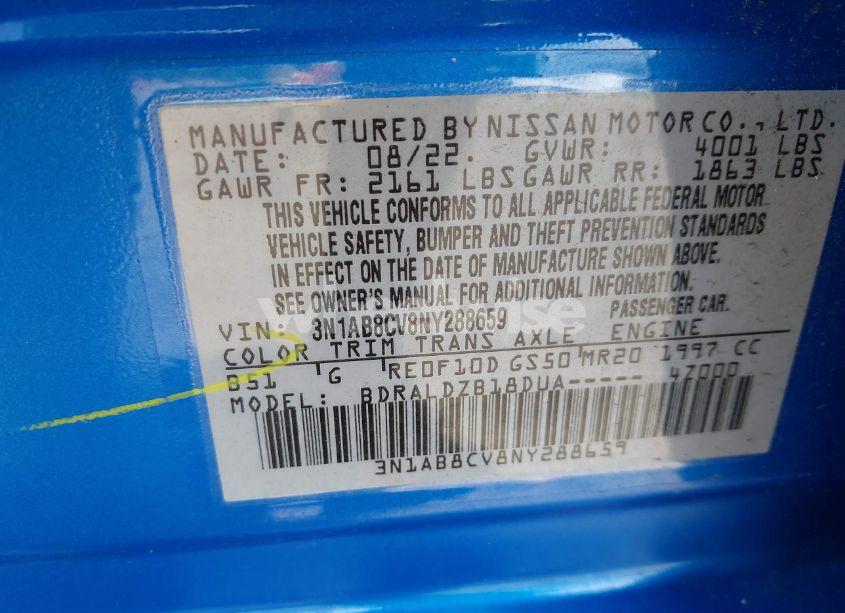 MANUFACTURED BY NISSAN MOTOR CO., LTD.
DATE: 08/22. GVWR: 4001 LBS
GAWR FR: 2161 LBS GAWR RR: 1863 LBS
THIS VEHICLE CONFORMS TO ALL APPLICABLE FEDERAL MOTOR
VEHICLE SAFETY, BUMPER AND THEFT PREVENTION STANDARDS
IN EFFECT ON THE DATE OF MANUFACTURE SHOWN ABOVE.
SEE OWNER'S MANUAL FOR ADDITIONAL INFORMATION.
VIN: 3N1AB8CV8NY288659 PASSENGER CAR.
COLOR TRIM TRANS AXLE ENGINE
B51 G RE0F10D GS50 MR20 1997 CC
MODEL: BDRALDZB18DUA----- 4Z000
3N1AB8CV8NY288659